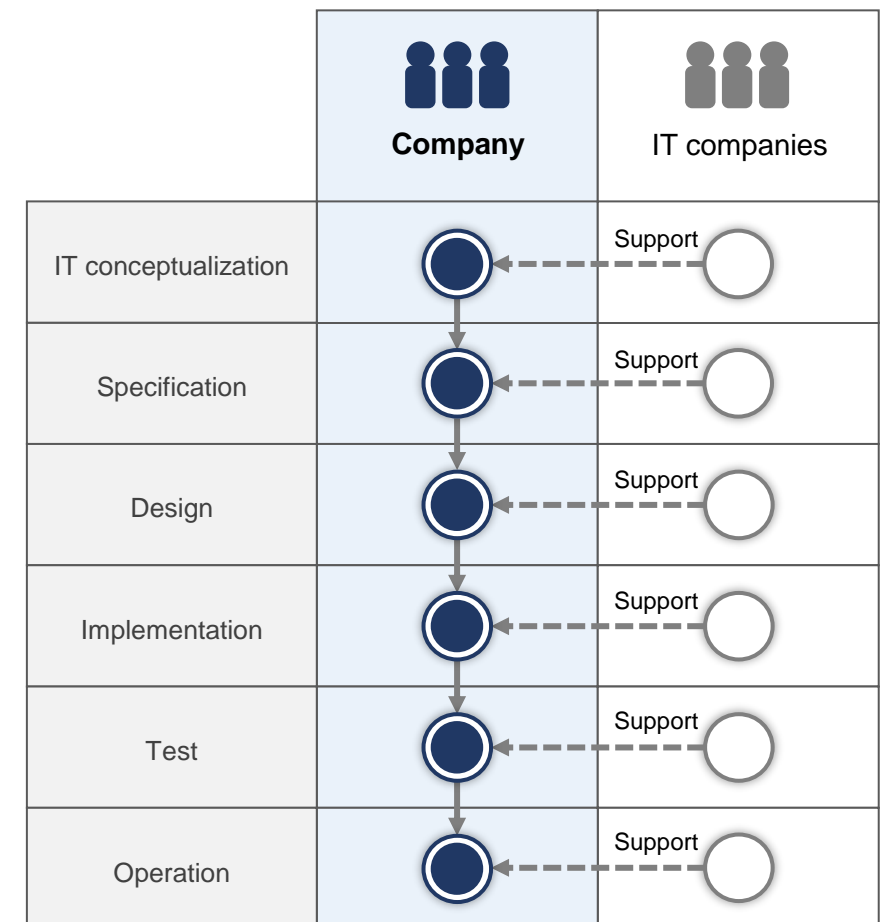 Company
IT companies
IT conceptualization
Support
Specification
Support
Design
Support
Implementation
Support
Test
Support
Operation
Support